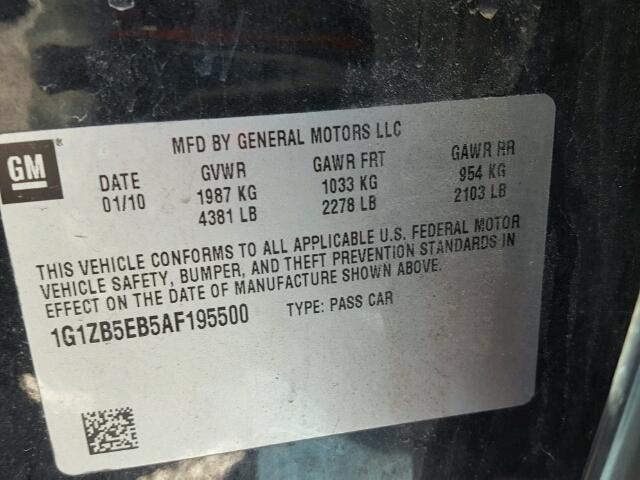 MFD BY GENERAL MOTORS LLC
GM ®
DATE GVWR GAWR FRT GAWR RR
01/10 1987 KG 1033 KG 954 KG
4381 LB 2278 LB 2103 LB
THIS VEHICLE CONFORMS TO ALL APPLICABLE U.S. FEDERAL MOTOR
VEHICLE SAFETY, BUMPER, AND THEFT PREVENTION STANDARDS IN
EFFECT ON THE DATE OF MANUFACTURE SHOWN ABOVE.
1G1ZB5EB5AF195500 TYPE: PASS CAR